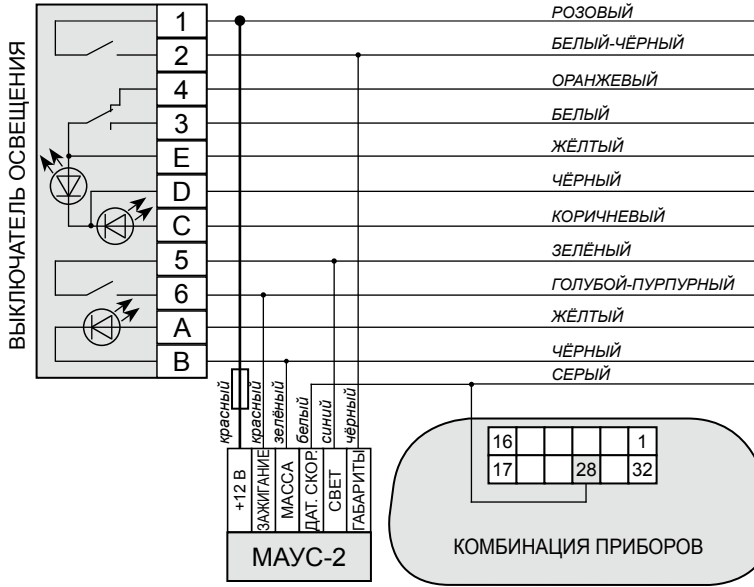 ВЫКЛЮЧАТЕЛЬ ОСВЕЩЕНИЯ
1 РОЗОВЫЙ
2 БЕЛЫЙ-ЧЁРНЫЙ
4 ОРАНЖЕВЫЙ
3 БЕЛЫЙ
E ЖЁЛТЫЙ
D ЧЁРНЫЙ
C КОРИЧНЕВЫЙ
5 ЗЕЛЁНЫЙ
6 ГОЛУБОЙ-ПУРПУРНЫЙ
A ЖЁЛТЫЙ
B ЧЁРНЫЙ
СЕРЫЙ
красный
красный
зелёный
белый
синий
чёрный
+12 В
ЗАЖИГАНИЕ
МАССА
ДАТ. СКОР.
СВЕТ
ГАБАРИТЫ
МАУС-2
16 1
17 28 32
КОМБИНАЦИЯ ПРИБОРОВ